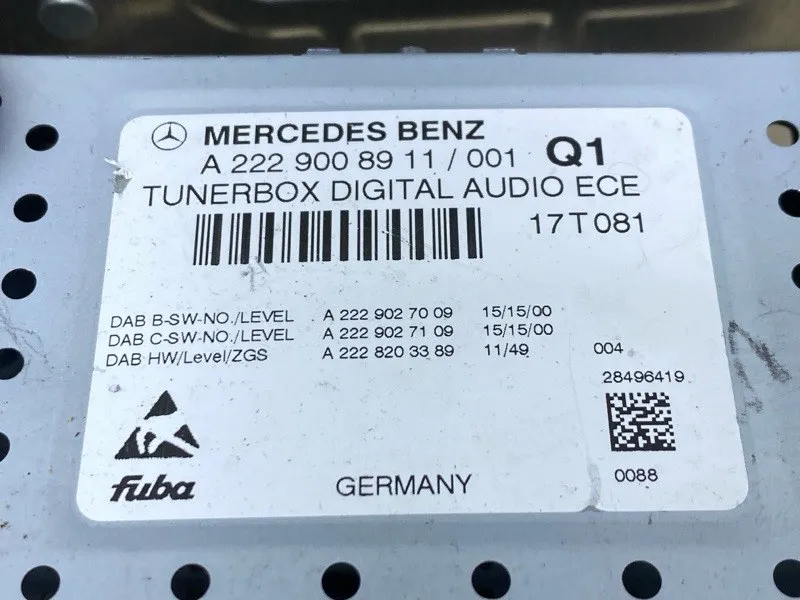 MERCEDES BENZ
A 222 900 89 11 / 001 Q1
TUNERBOX DIGITAL AUDIO ECE
17T081
DAB B-SW-NO./LEVEL A 222 902 70 09 15/15/00
DAB C-SW-NO./LEVEL A 222 902 71 09 15/15/00
DAB HW/Level/ZGS A 222 820 33 89 11/49 004
28496419
0088
fuba GERMANY